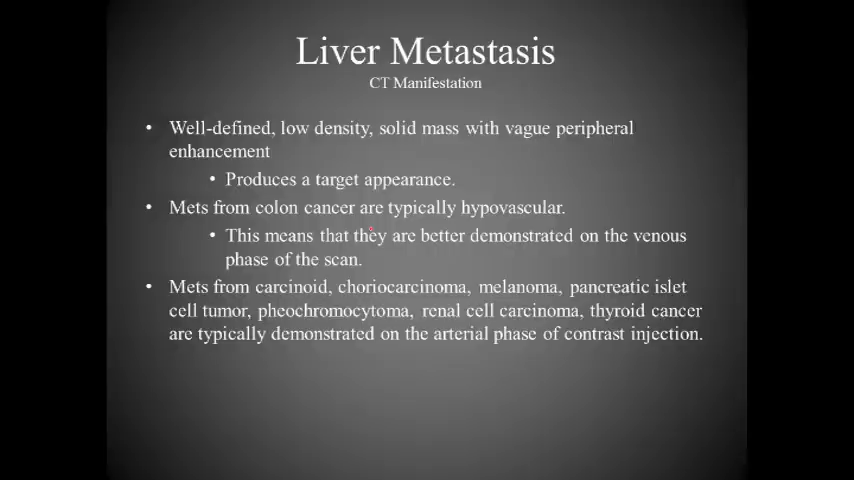 Liver Metastasis
CT Manifestation
• Well-defined, low density, solid mass with vague peripheral
enhancement
• Produces a target appearance.
• Mets from colon cancer are typically hypovascular.
• This means that they are better demonstrated on the venous
phase of the scan.
• Mets from carcinoid, choriocarcinoma, melanoma, pancreatic islet
cell tumor, pheochromocytoma, renal cell carcinoma, thyroid cancer
are typically demonstrated on the arterial phase of contrast injection.